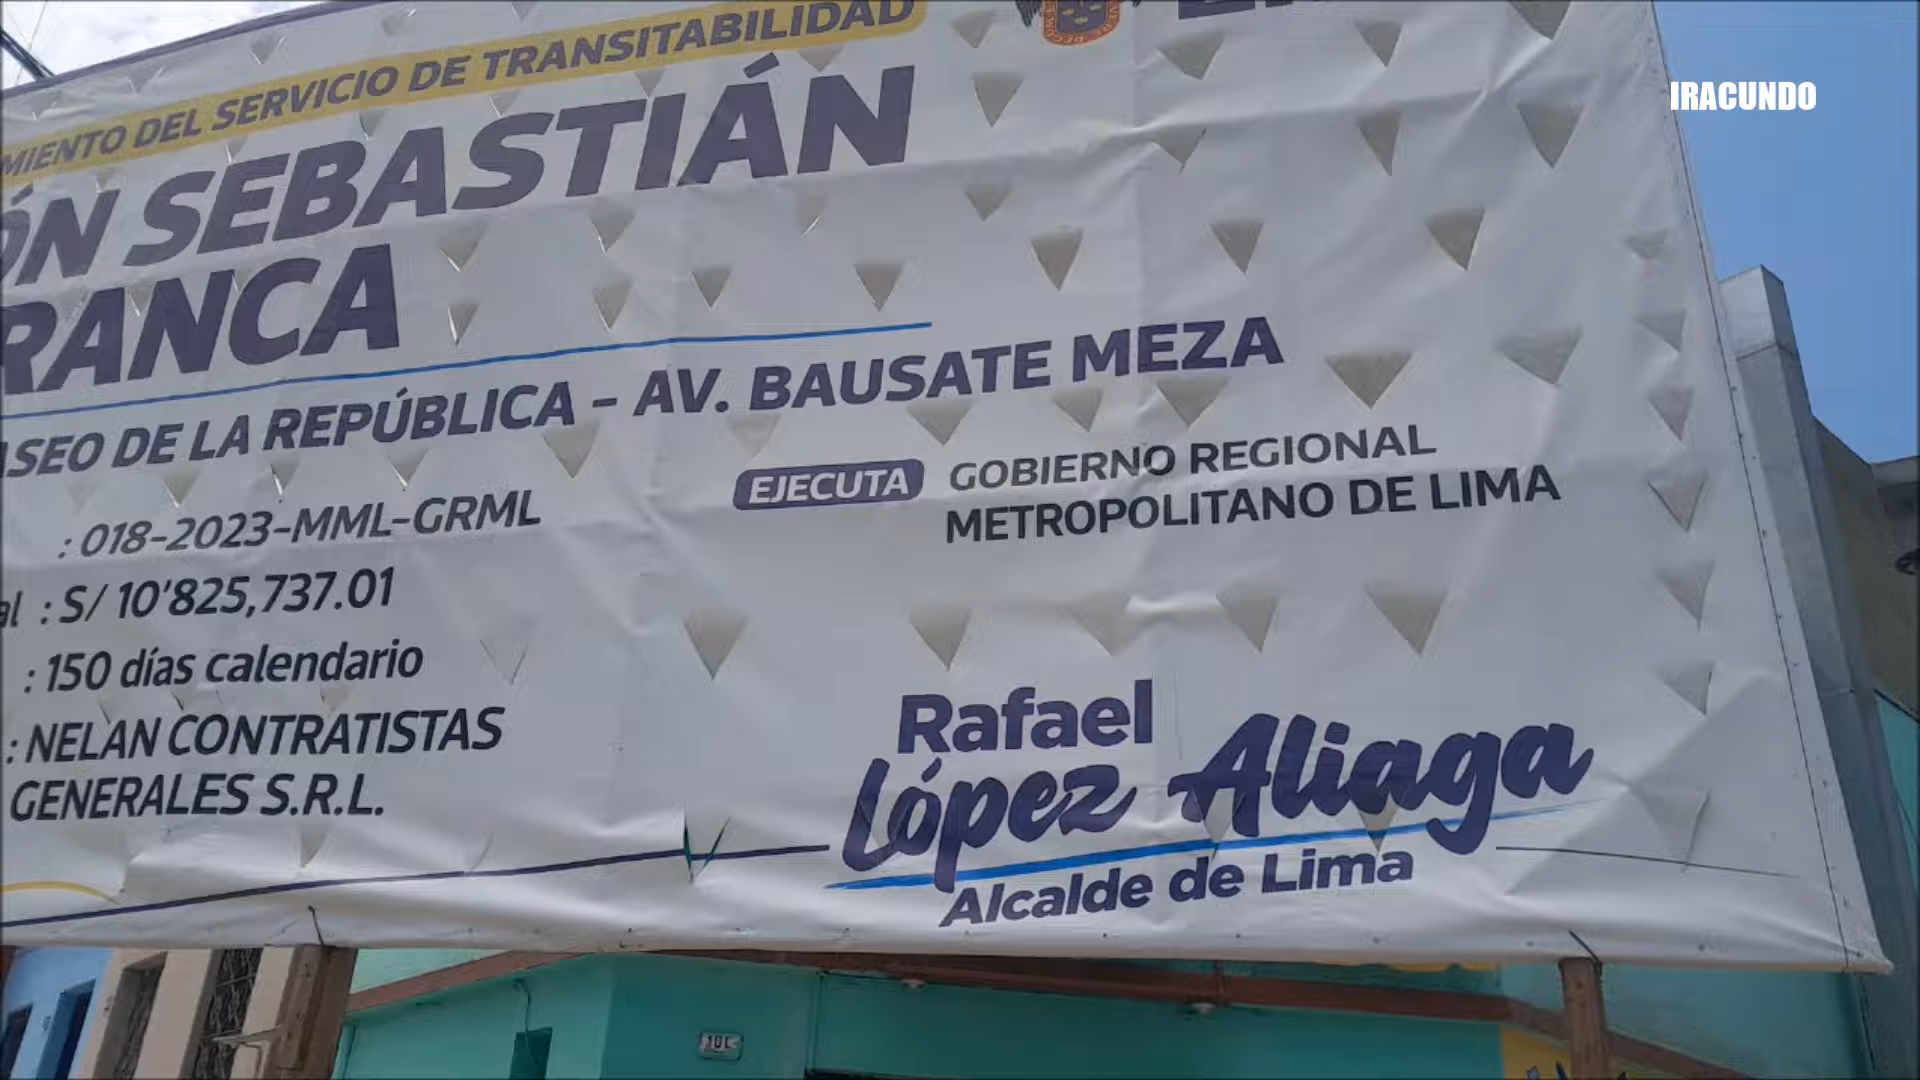 MIENTO DEL SERVICIO DE TRANSITABILIDAD
ÓN SEBASTIÁN
RANCA
ASEO DE LA REPÚBLICA - AV. BAUSATE MEZA
: 018-2023-MML-GRML
al : S/ 10'825,737.01
: 150 días calendario
: NELAN CONTRATISTAS
GENERALES S.R.L.
EJECUTA GOBIERNO REGIONAL
METROPOLITANO DE LIMA
Rafael
López Aliaga
Alcalde de Lima
IRACUNDO